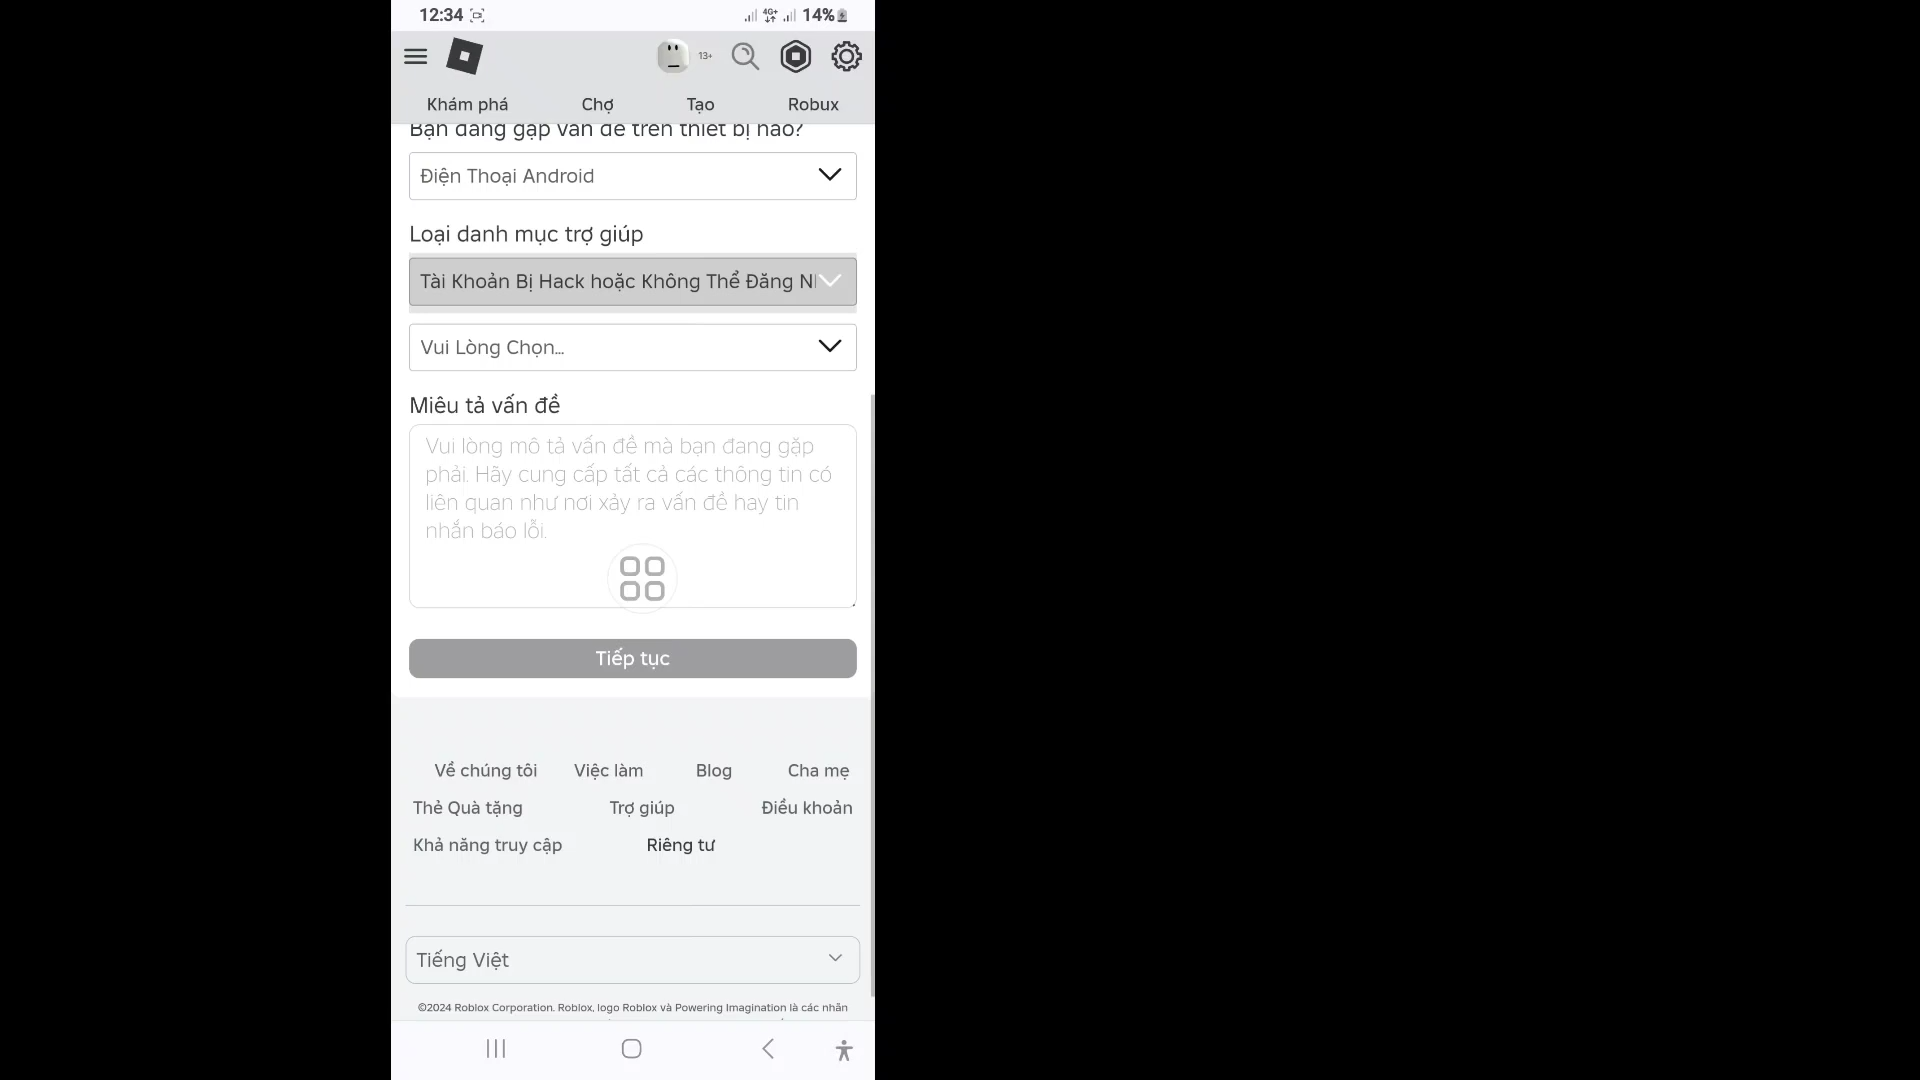 12:34
4G+
14%
13+
Khám phá
Chợ
Tạo
Robux
Bạn đang gặp vấn đề trên thiết bị nào?
Điện Thoại Android
Loại danh mục trợ giúp
Tài Khoản Bị Hack hoặc Không Thể Đăng
Vui Lòng Chọn...
Miêu tả vấn đề
Vui lòng mô tả vấn đề mà bạn đang gặp
phải. Hãy cung cấp tất cả các thông tin có
liên quan như nơi xảy ra vấn đề hay tin
nhắn báo lỗi.
Tiếp tục
Về chúng tôi
Việc làm
Blog
Cha mẹ
Thẻ Quà tặng
Trợ giúp
Điều khoản
Khả năng truy cập
Riêng tư
Tiếng Việt
©2024 Roblox Corporation. Roblox, logo Roblox và Powering Imagination là các nhãn